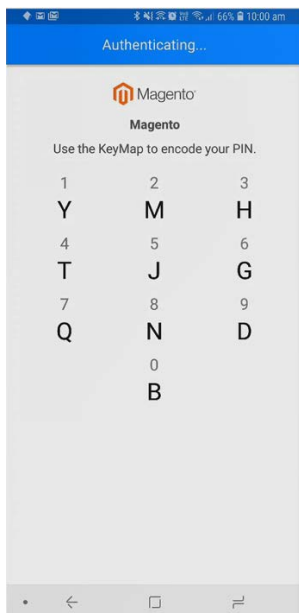 66% 10:00 am
Authenticating...
Magento
Magento
Use the KeyMap to encode your PIN.
1 2 3
Y M H
4 5 6
T J G
7 8 9
Q N D
0
B